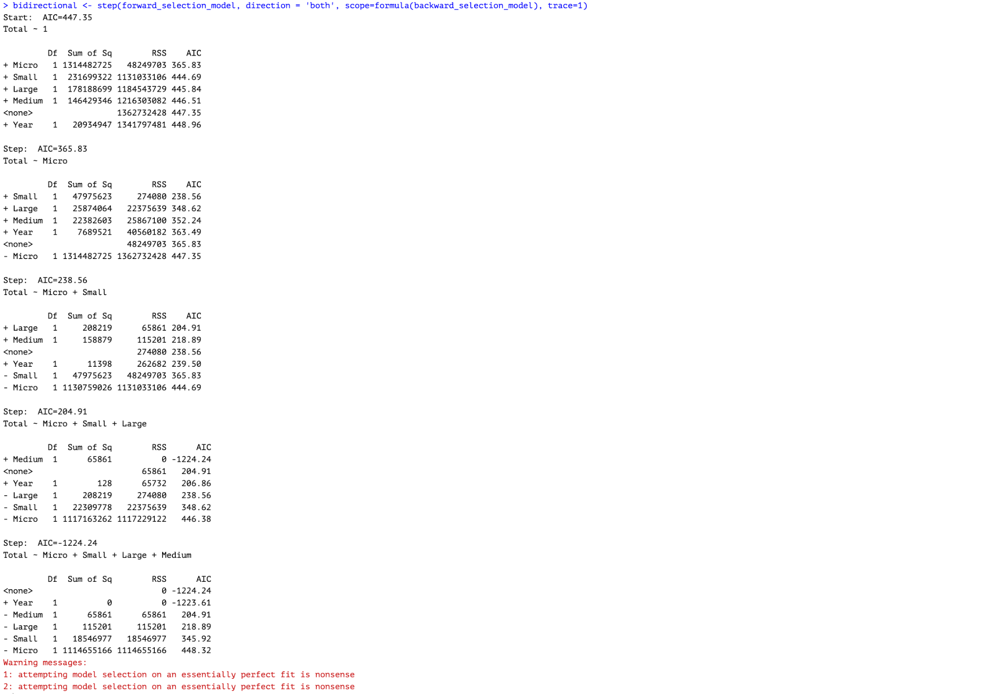 > bidirectional <- step(forward_selection_model, direction = 'both', scope=formula(backward_selection_model), trace=1)
Start:  AIC=447.35
Total ~ 1

         Df  Sum of Sq        RSS    AIC
+ Micro   1 1314482725   48249703 365.83
+ Small   1  231699322 1131033106 444.69
+ Large   1  178188699 1184543729 445.84
+ Medium  1  146429346 1216303082 446.51
<none>                 1362732428 447.35
+ Year    1   20934947 1341797481 448.96

Step:  AIC=365.83
Total ~ Micro

         Df  Sum of Sq        RSS    AIC
+ Small   1   47975623     274080 238.56
+ Large   1   25874064   22375639 348.62
+ Medium  1   22382603   25867100 352.24
+ Year    1    7689521   40560182 363.49
<none>                   48249703 365.83
- Micro   1 1314482725 1362732428 447.35

Step:  AIC=238.56
Total ~ Micro + Small

         Df  Sum of Sq        RSS    AIC
+ Large   1     208219      65861 204.91
+ Medium  1     158879     115201 218.89
<none>                     274080 238.56
+ Year    1      11398     262682 239.50
- Small   1   47975623   48249703 365.83
- Micro   1 1130759026 1131033106 444.69

Step:  AIC=204.91
Total ~ Micro + Small + Large

         Df  Sum of Sq        RSS      AIC
+ Medium  1      65861          0 -1224.24
<none>                      65861   204.91
+ Year    1        128      65732   206.86
- Large   1     208219     274080   238.56
- Small   1   22309778   22375639   348.62
- Micro   1 1117163262 1117229122   446.38

Step:  AIC=-1224.24
Total ~ Micro + Small + Large + Medium

         Df  Sum of Sq        RSS      AIC
<none>                          0 -1224.24
+ Year    1          0          0 -1223.61
- Medium  1      65861      65861   204.91
- Large   1     115201     115201   218.89
- Small   1   18546977   18546977   345.92
- Micro   1 1114655166 1114655166   448.32
Warning messages:
1: attempting model selection on an essentially perfect fit is nonsense
2: attempting model selection on an essentially perfect fit is nonsense